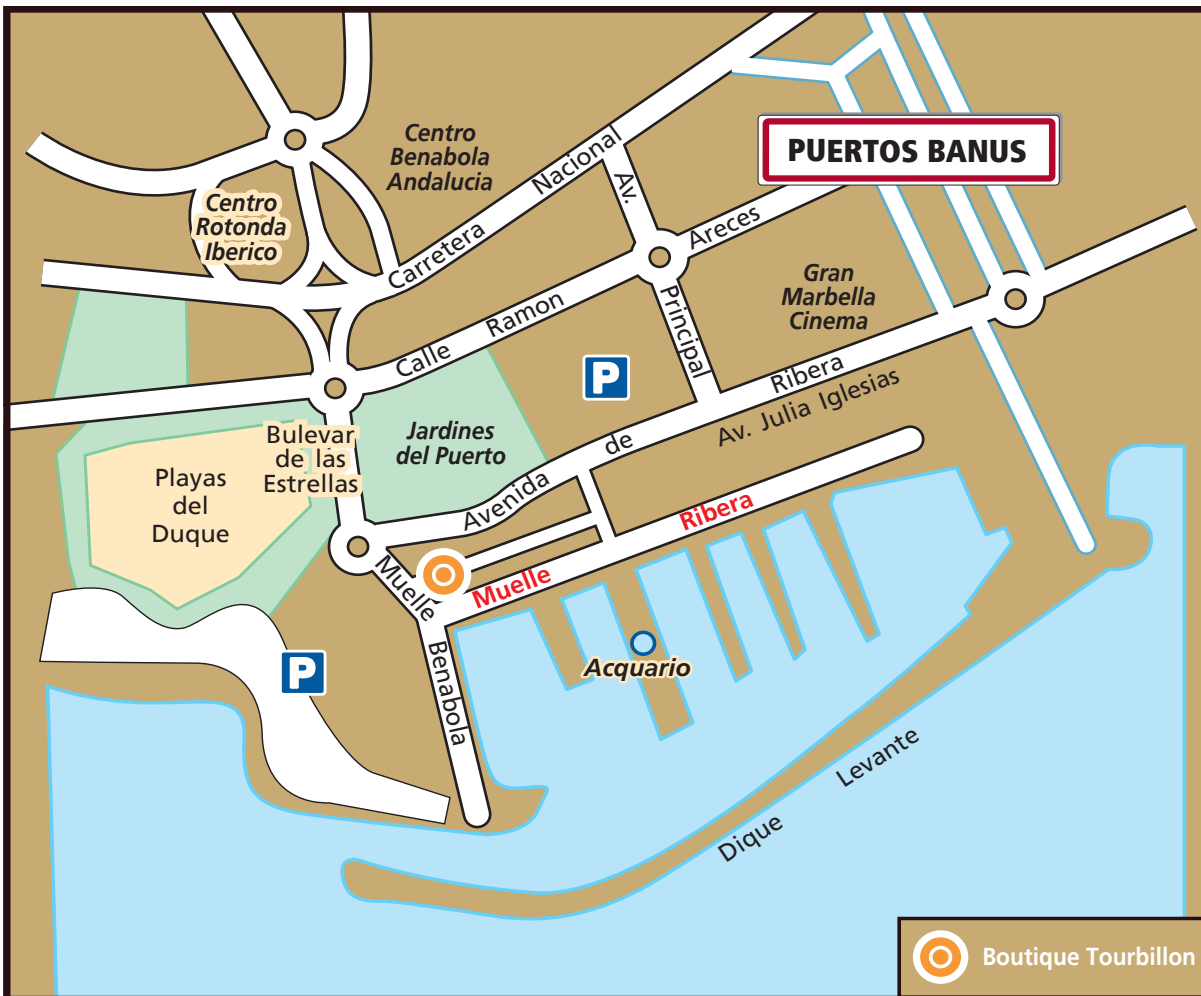 PUERTOS BANUS
Centro
Benabola
Andalucia
Carretera Nacional
Av. Principal
Centro
Rotonda
Iberico
Calle Ramon Areces
Gran
Marbella
Cinema
P
Avenida de Ribera
Av. Julia Iglesias
Bulevar
de las
Estrellas
Jardines
del Puerto
Playas
del
Duque
Muelle Ribera
Muelle Benabola
P
Acquario
Dique Levante
Boutique Tourbillon